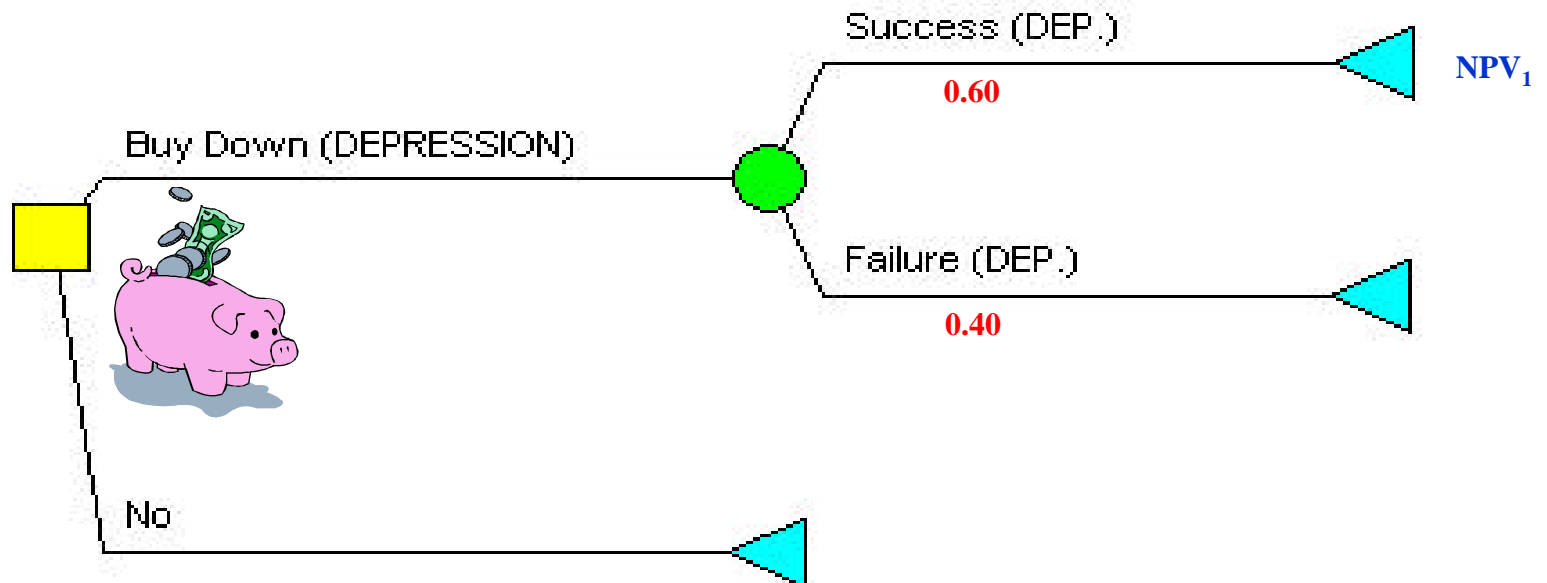 Success (DEP.)
0.60
NPV₁
Buy Down (DEPRESSION)
Failure (DEP.)
0.40
No